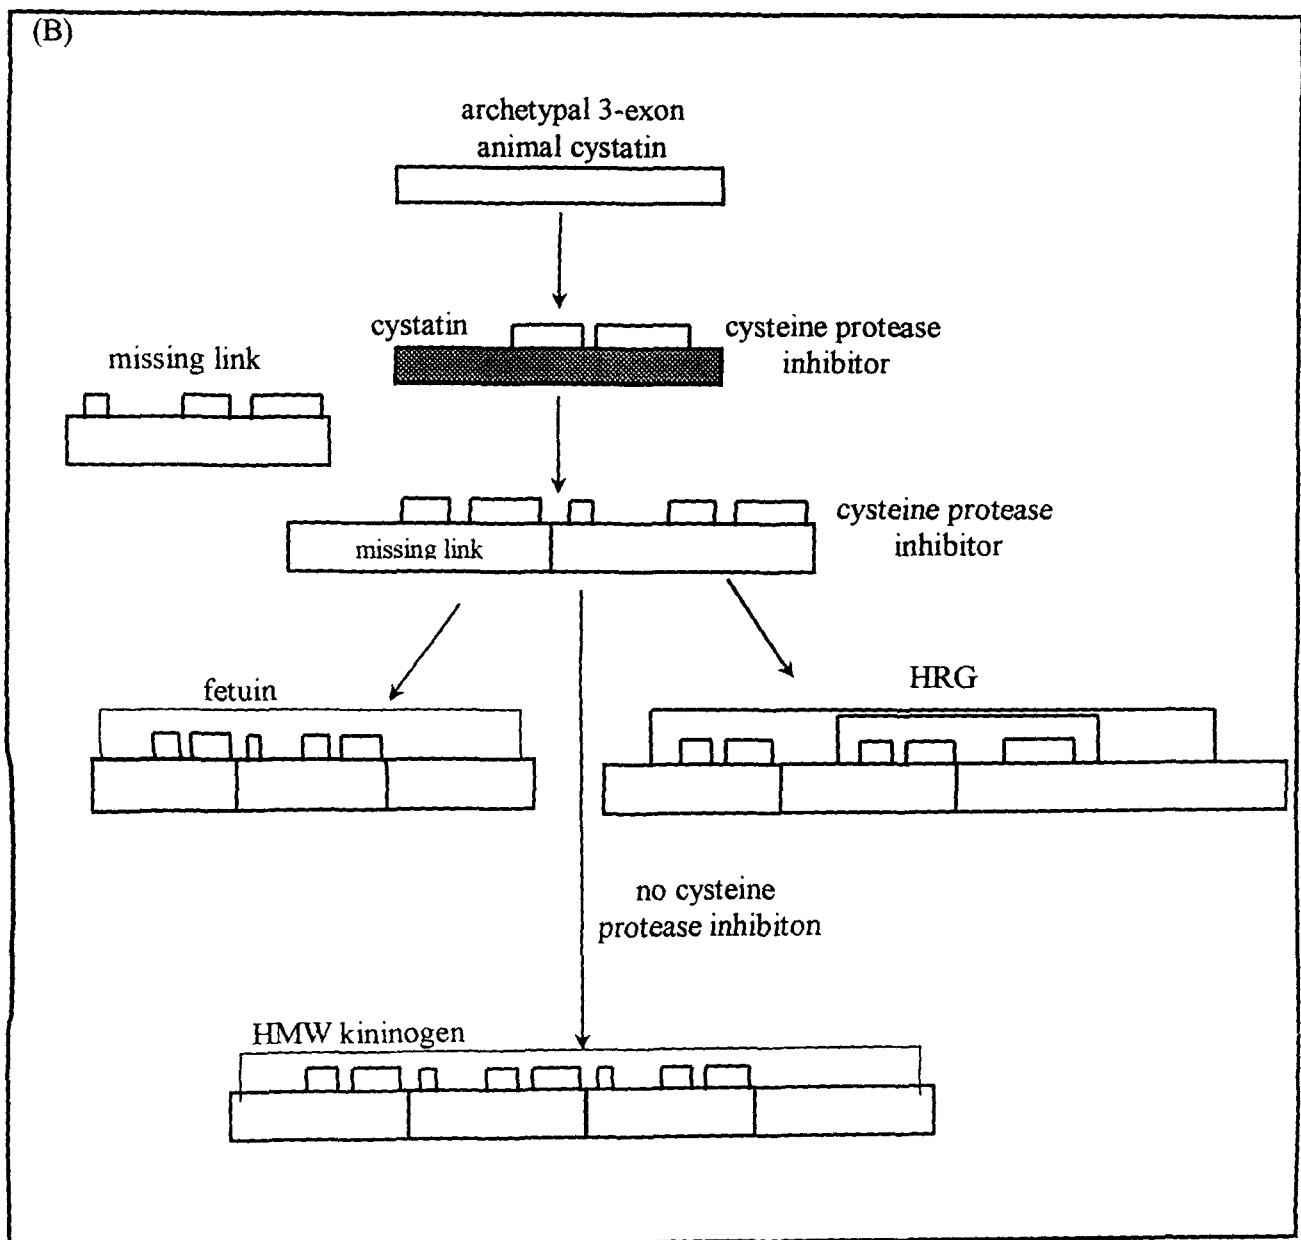 (B)
archetypal 3-exon
animal cystatin
cystatin
cysteine protease
inhibitor
missing link
cysteine protease
inhibitor
missing link
fetuin
HRG
no cysteine
protease inhibiton
HMW kininogen